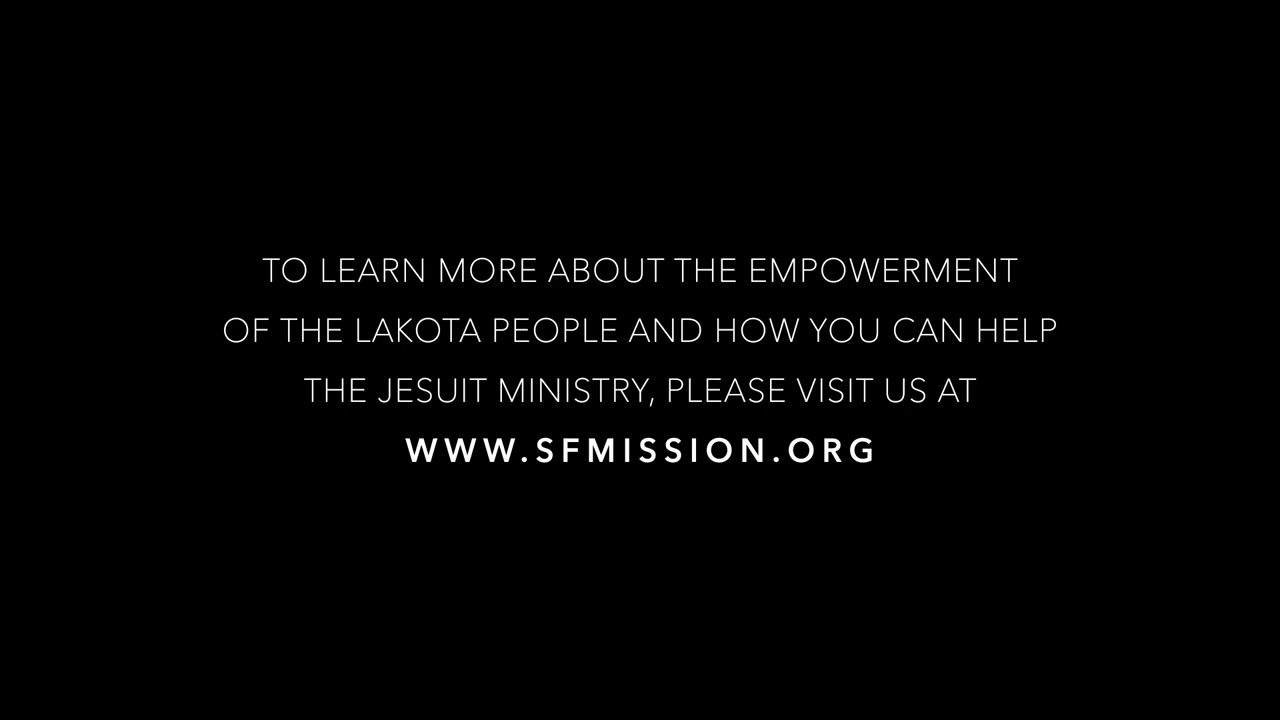 TO LEARN MORE ABOUT THE EMPOWERMENT
OF THE LAKOTA PEOPLE AND HOW YOU CAN HELP
THE JESUIT MINISTRY, PLEASE VISIT US AT
WWW.SFMISSION.ORG